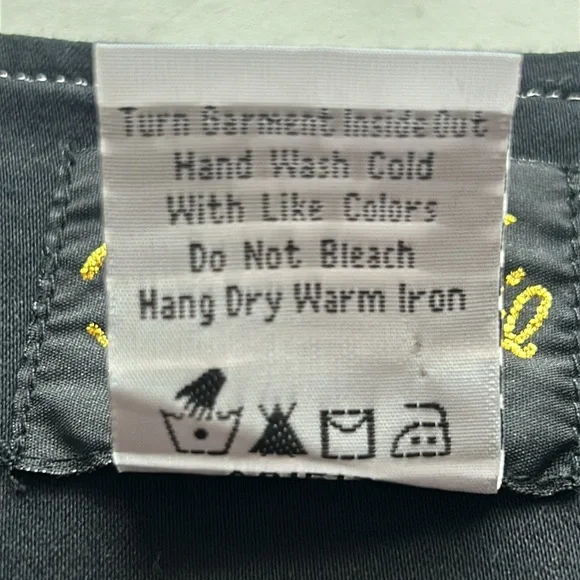 Turn Garment Inside Out
Hand Wash Cold
With Like Colors
Do Not Bleach
Hang Dry Warm Iron